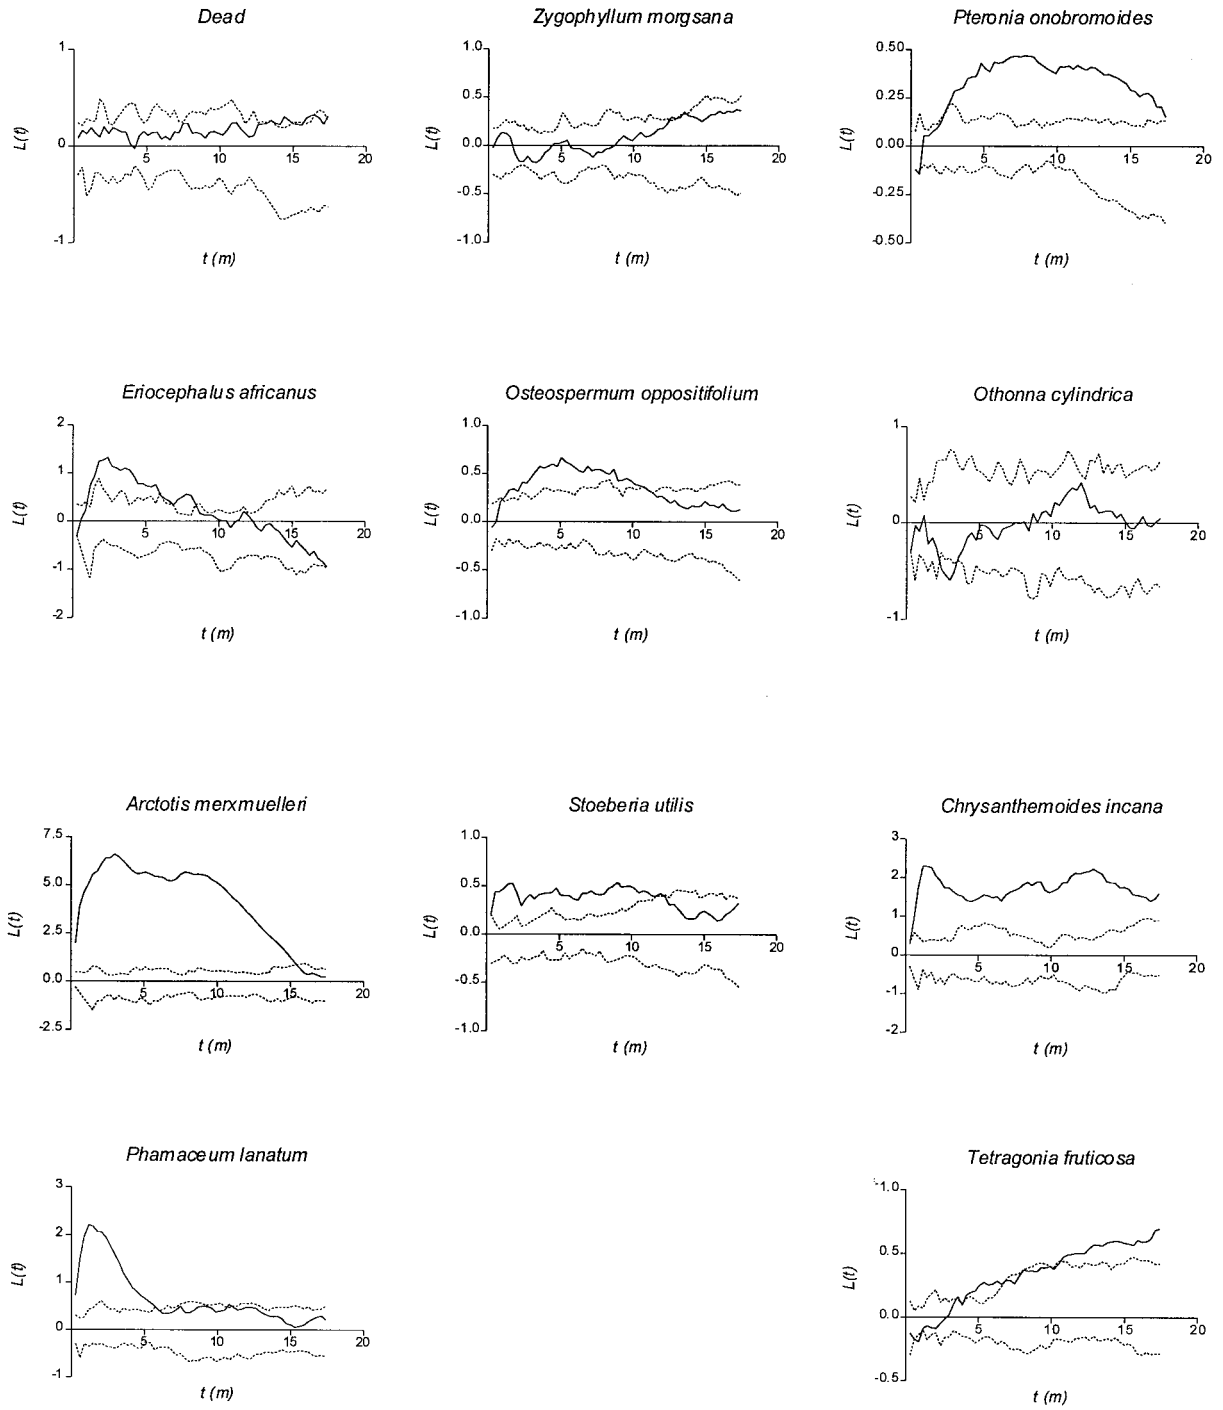 Dead
Zygophyllum morgsana
Pteronia onobromoides
1
0
-1
L(t)
5
10
15
20
t (m)
1.0
0.5
0.0
-0.5
-1.0
L(t)
5
10
15
20
t (m)
0.50
0.25
0.00
-0.25
-0.50
L(t)
5
10
15
20
t (m)
Eriocephalus africanus
Osteospermum oppositifolium
Othonna cylindrica
2
1
0
-1
-2
L(t)
5
10
15
20
t (m)
1.0
0.5
0.0
-0.5
-1.0
L(t)
5
10
15
20
t (m)
1
0
-1
L(t)
5
10
15
20
t (m)
Arctotis merxmuelleri
Stoeberia utilis
Chrysanthemoides incana
7.5
5.0
2.5
0.0
-2.5
L(t)
5
10
15
20
t (m)
1.0
0.5
0.0
-0.5
-1.0
L(t)
5
10
15
20
t (m)
3
2
1
0
-1
-2
L(t)
5
10
15
20
t (m)
Pharnaceum lanatum
Tetragonia fruticosa
3
2
1
0
-1
L(t)
5
10
15
20
t (m)
1.0
0.5
0.0
-0.5
L(t)
5
10
15
20
t (m)